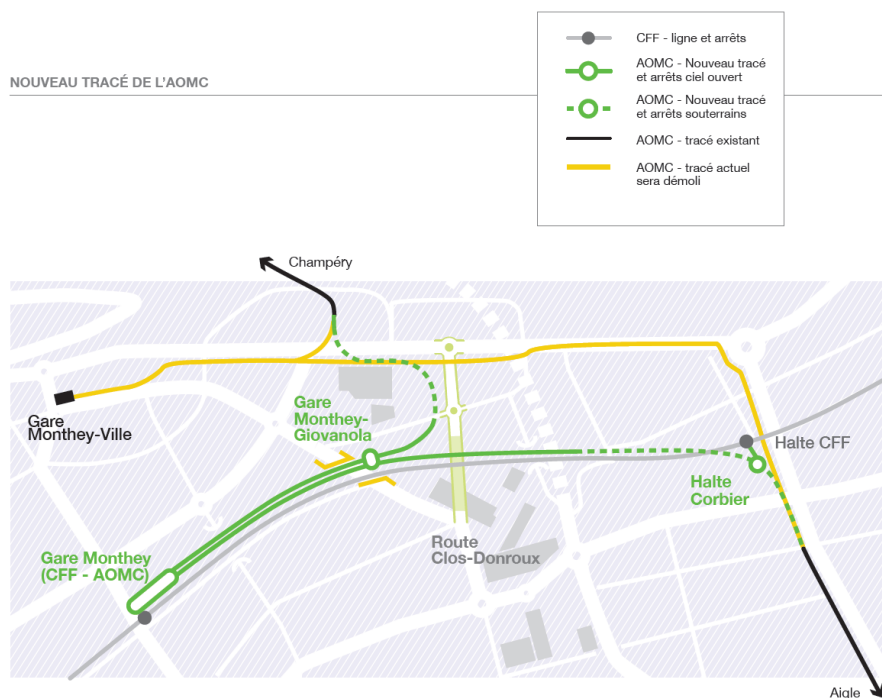 NOUVEAU TRACÉ DE L'AOMC
CFF - ligne et arrêts
AOMC - Nouveau tracé
et arrêts ciel ouvert
AOMC - Nouveau tracé
et arrêts souterrains
AOMC - tracé existant
AOMC - tracé actuel
sera démoli
Champéry
Gare
Monthey-Ville
Gare
Monthey-
Giovanola
Halte CFF
Halte
Corbier
Route
Clos-Donroux
Gare Monthey
(CFF - AOMC)
Aigle